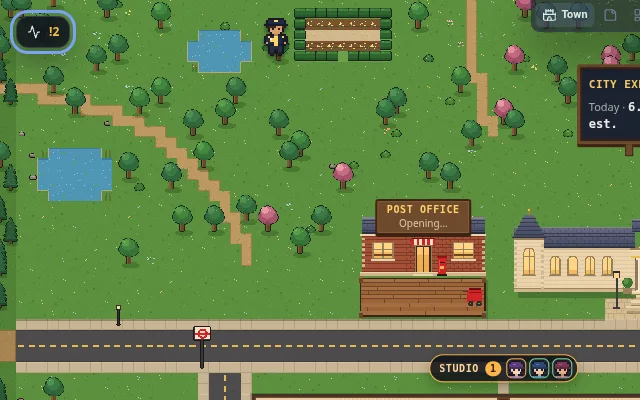 !2
Town
CITY EX
Today · 6.
est.
POST OFFICE
Opening...
STUDIO 1